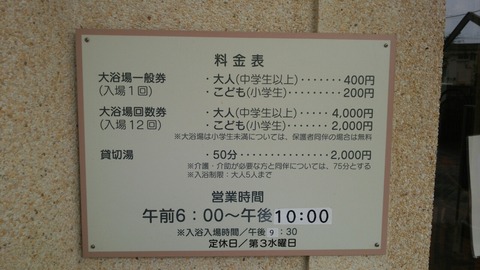 料金表
大浴場一般券 ・大人(中学生以上)・・・・・・・400円
(入場1回) ・こども(小学生)・・・・・・・・・200円
大浴場回数券 ・大人(中学生以上)・・・・・4,000円
(入場12回) ・こども(小学生)・・・・・・・2,000円
※大浴場は小学生未満については、保護者同伴の場合は無料
貸切湯 ・50分・・・・・・・・・・・・・・・2,000円
※介護・介助が必要な方と同伴については、75分とする
※入浴制限:大人5人まで
営業時間
午前6:00～午後10:00
※入浴入場時間/午後9:30
定休日/第3水曜日